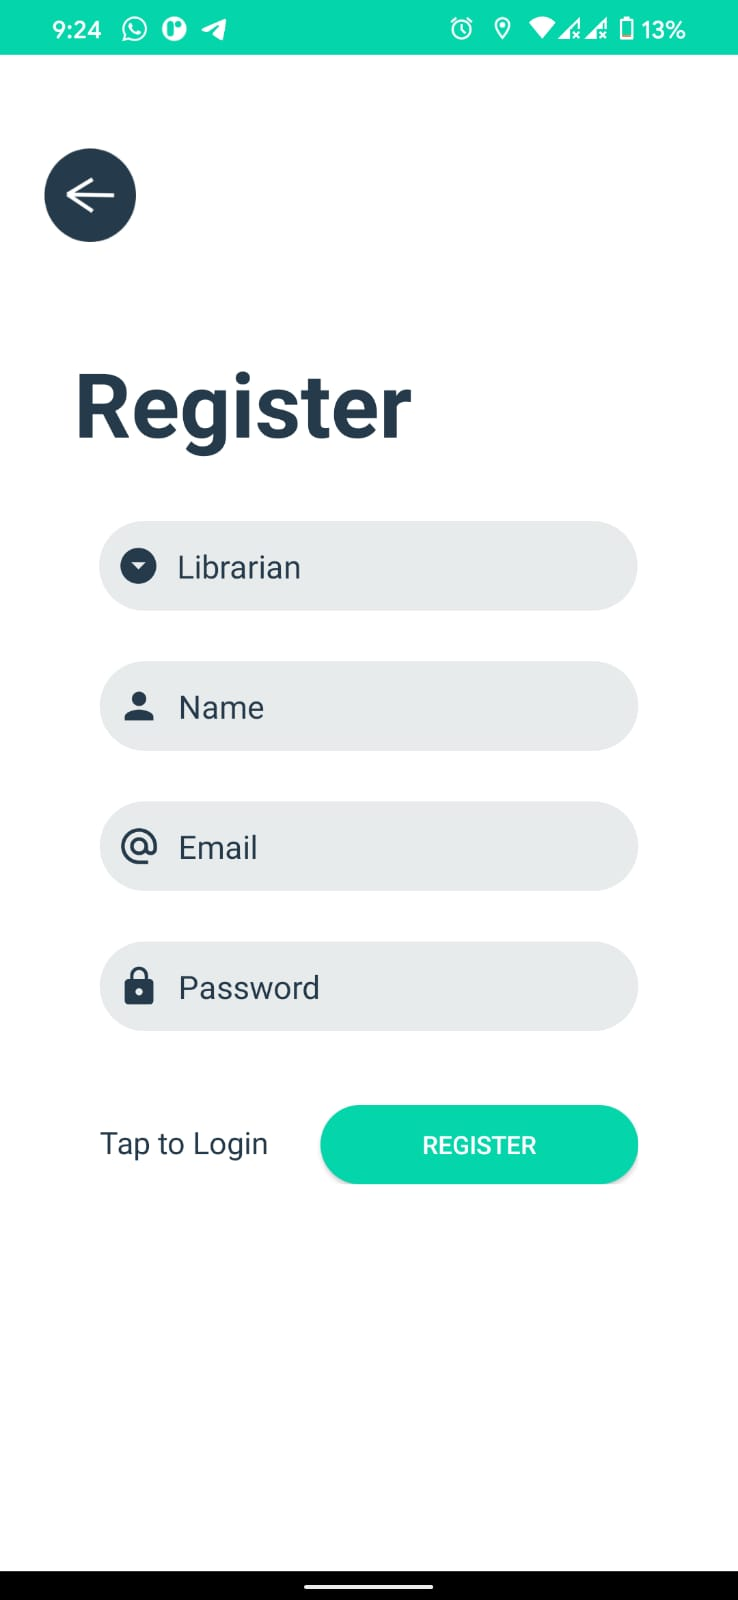 9:24 13%
Register
Librarian
Name
Email
Password
Tap to Login REGISTER